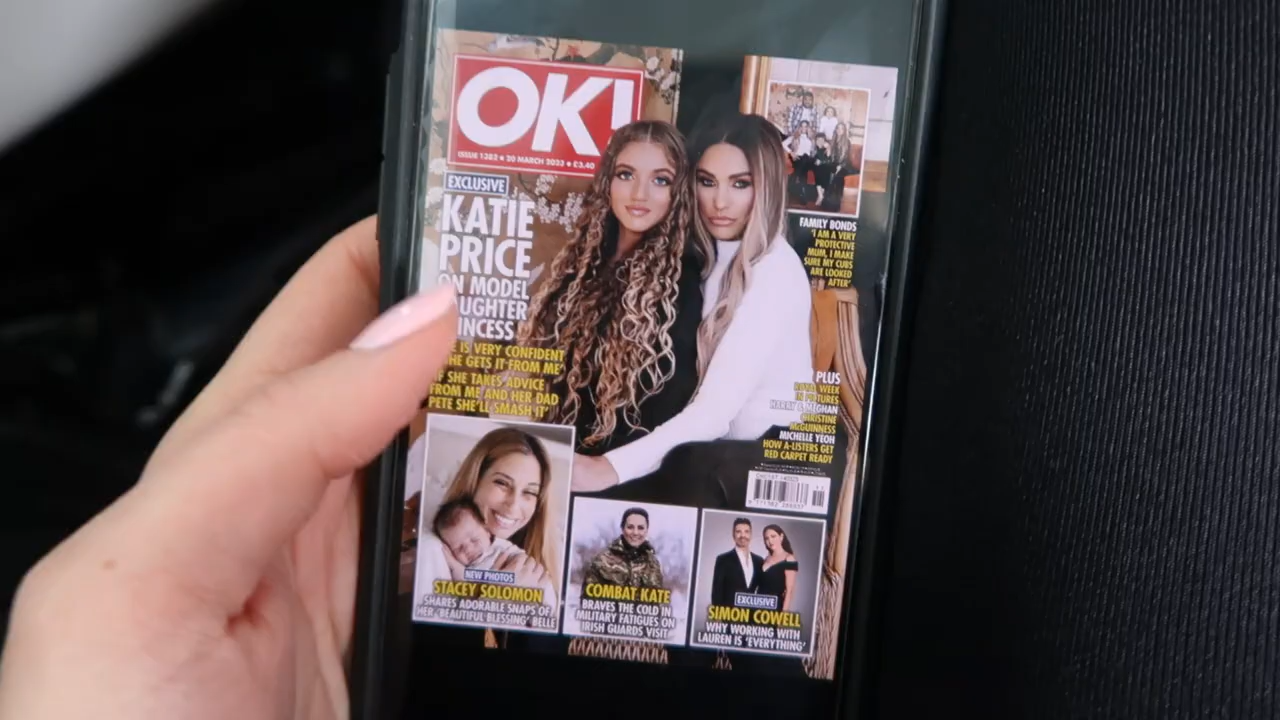 OK!
ISSUE 1382 • 20 MARCH 2023 • £3.40
EXCLUSIVE
KATIE
PRICE
ON MODEL
UGHTER
INCESS
E IS VERY CONFIDENT
HE GETS IT FROM ME'
IF SHE TAKES ADVICE
FROM ME AND HER DAD
PETE SHE'LL SMASH IT'
FAMILY BONDS
'I AM A VERY
PROTECTIVE
MUM, I MAKE
SURE MY CUBS
ARE LOOKED
AFTER'
PLUS
WEEK
IN PICTURES
HARRY & MEGHAN
CHRISTINE
McGUINNESS
MICHELLE YEOH
HOW A-LISTERS GET
RED CARPET READY
NEW PHOTOS
STACEY SOLOMON
SHARES ADORABLE SNAPS OF
HER 'BEAUTIFUL BLESSING' BELLE
COMBAT KATE
BRAVES THE COLD IN
MILITARY FATIGUES ON
IRISH GUARDS VISIT
EXCLUSIVE
SIMON COWELL
WHY WORKING WITH
LAUREN IS 'EVERYTHING'